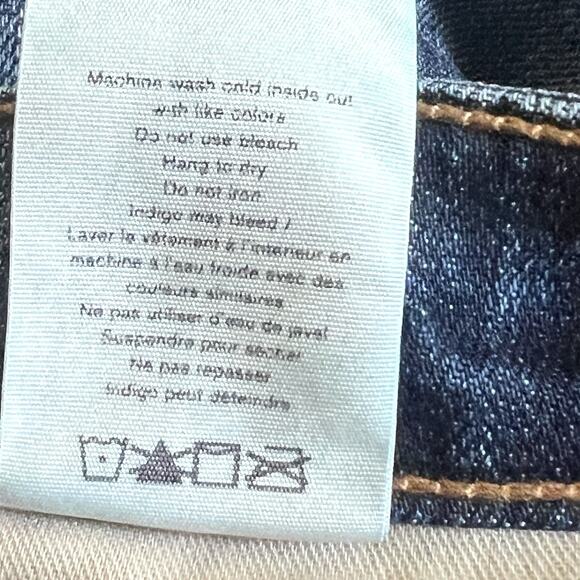 Machine wash cold inside out
with like colors
Do not use bleach
Hang to dry
Do not iron
Indigo may bleed /
Laver le vêtement à l'intérieur en
machine à l'eau froide avec des
couleurs similaires
Ne pas utiliser d'eau de javel
Suspendre pour sécher
Ne pas repasser
Indigo peut déteindre